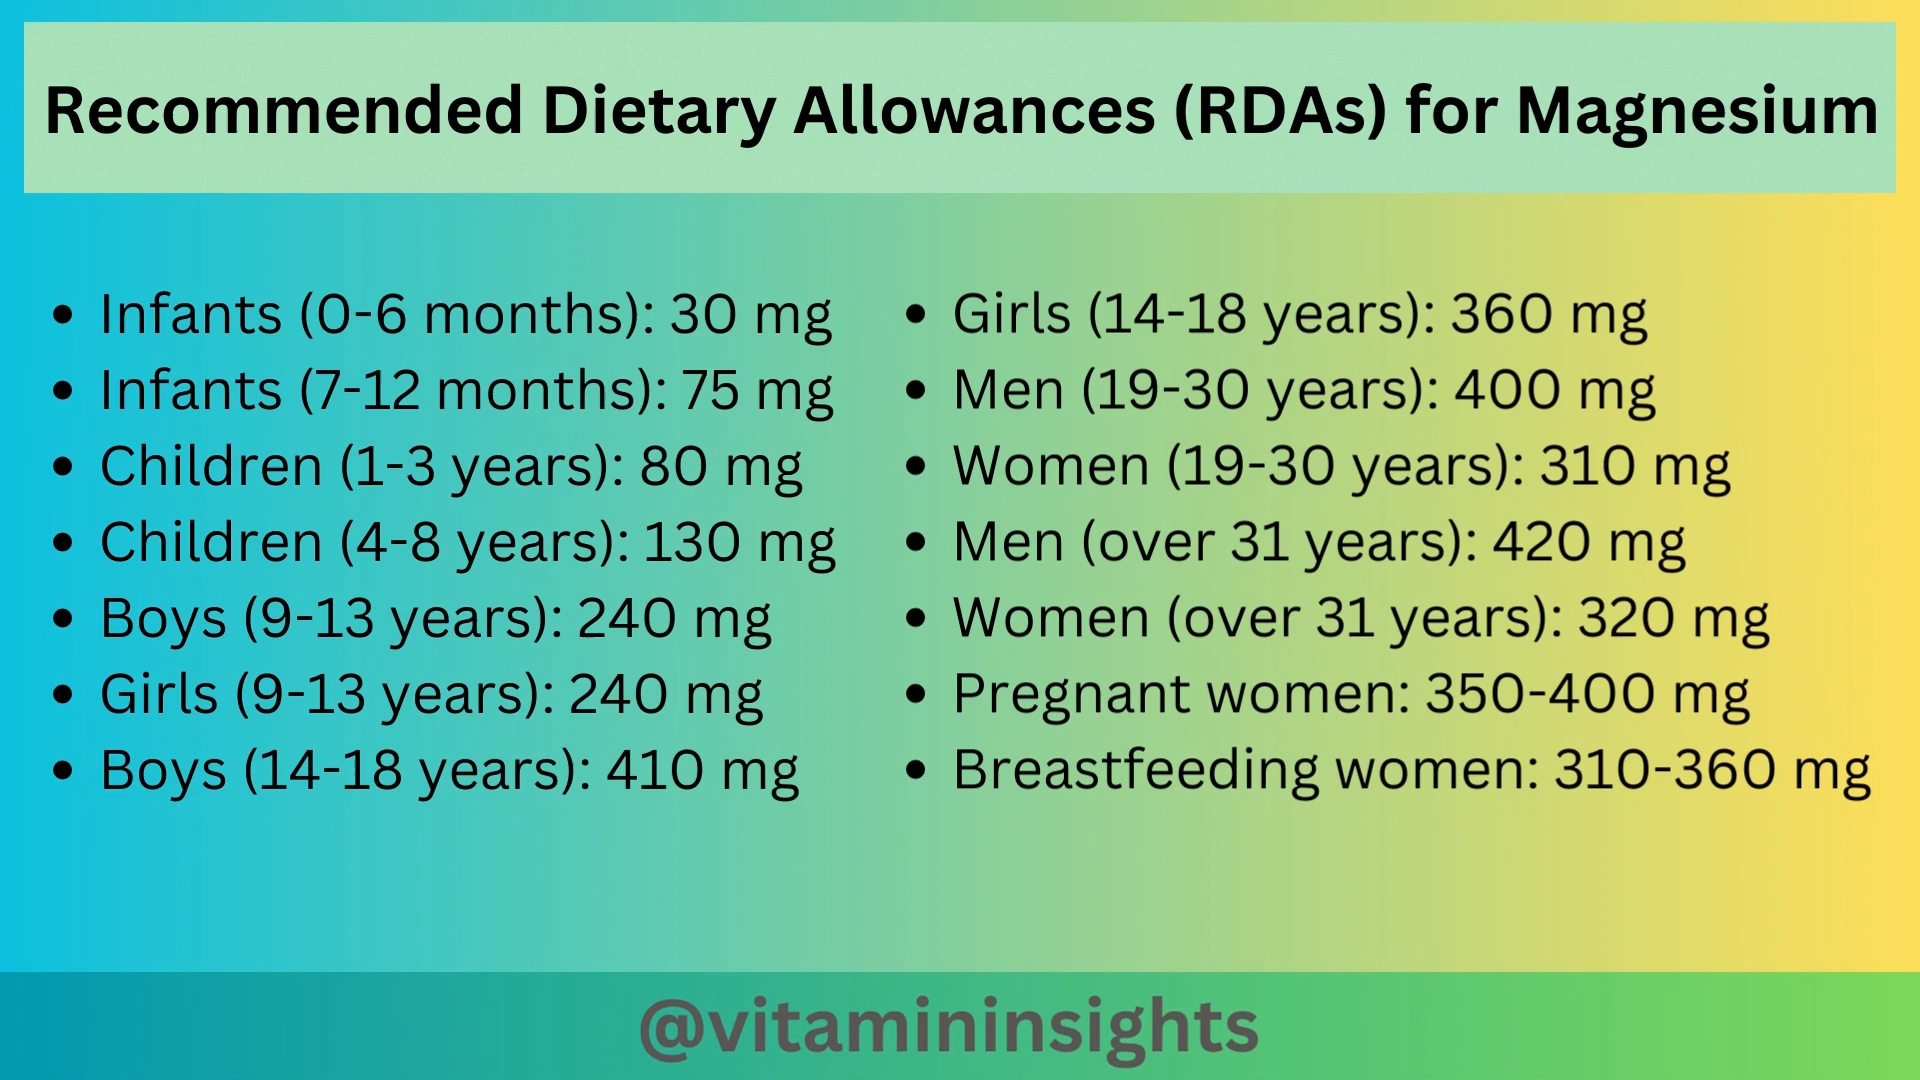 Recommended Dietary Allowances (RDAs) for Magnesium
• Infants (0-6 months): 30 mg
• Infants (7-12 months): 75 mg
• Children (1-3 years): 80 mg
• Children (4-8 years): 130 mg
• Boys (9-13 years): 240 mg
• Girls (9-13 years): 240 mg
• Boys (14-18 years): 410 mg
• Girls (14-18 years): 360 mg
• Men (19-30 years): 400 mg
• Women (19-30 years): 310 mg
• Men (over 31 years): 420 mg
• Women (over 31 years): 320 mg
• Pregnant women: 350-400 mg
• Breastfeeding women: 310-360 mg
@vitamininsights